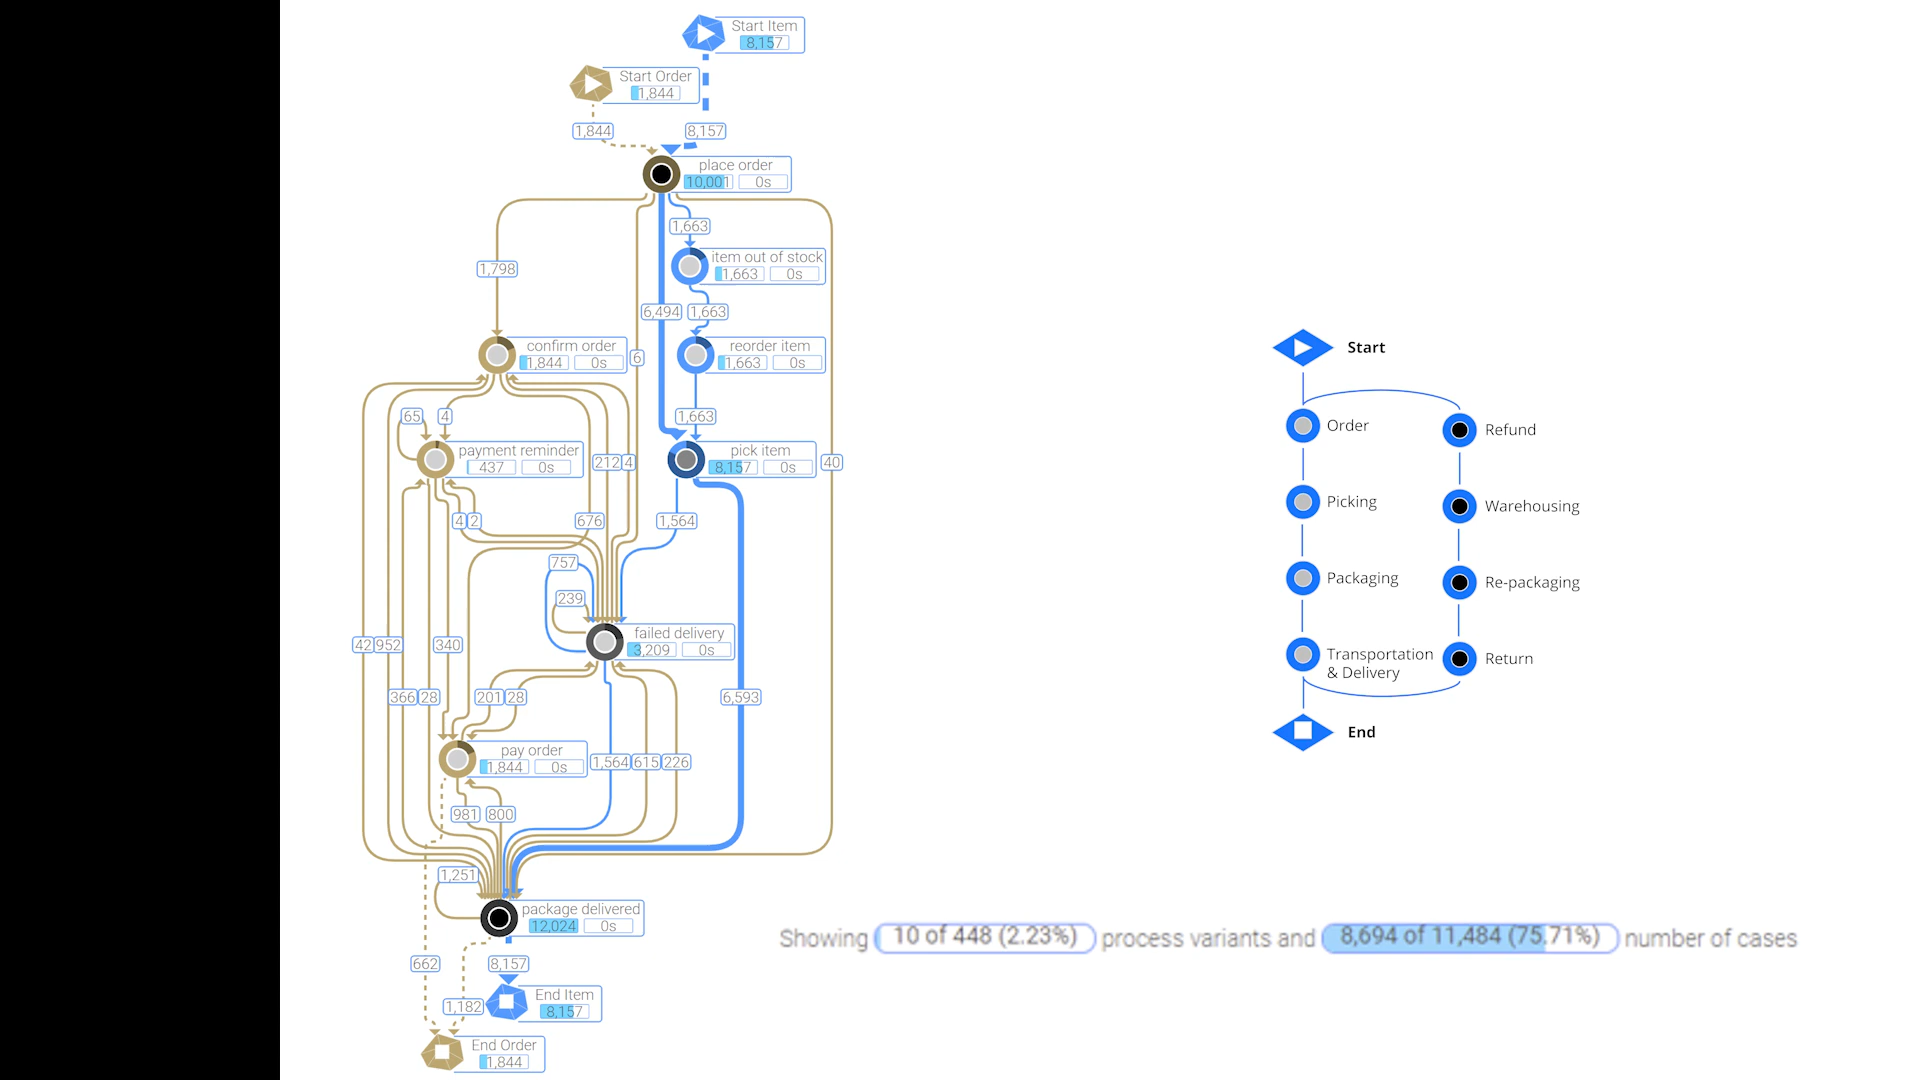 Start Item
8,157
Start Order
1,844
1,844
8,157
place order
10,001 0s
1,663
item out of stock
1,663 0s
1,798
6,494
1,663
confirm order
1,844 0s
6
reorder item
1,663 0s
65
4
1,663
payment reminder
437 0s
212
4
pick item
8,157 0s
40
4
2
676
1,564
757
239
failed delivery
3,209 0s
42
952
340
366
28
201
28
6,593
pay order
1,844 0s
1,564
615
226
981
800
1,251
package delivered
12,024 0s
662
8,157
1,182
End Item
8,157
End Order
1,844
Start
Order
Refund
Picking
Warehousing
Packaging
Re-packaging
Transportation
& Delivery
Return
End
Showing 10 of 448 (2.23%) process variants and 8,694 of 11,484 (75.71%) number of cases